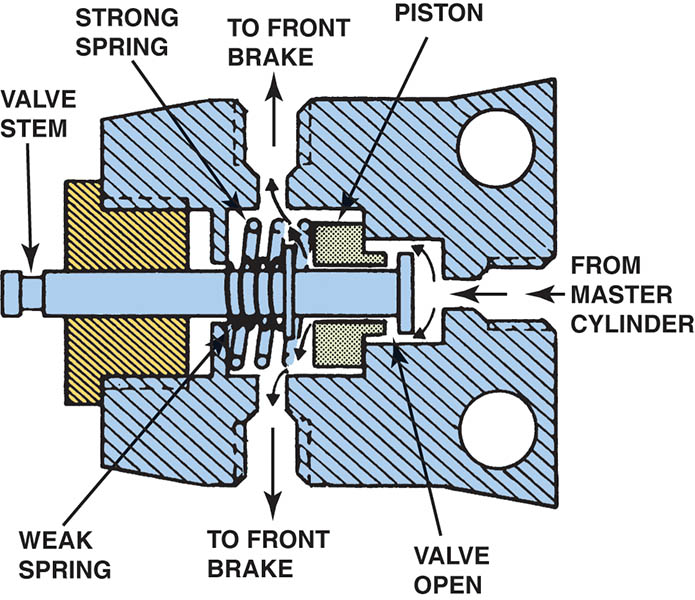 STRONG
SPRING
TO FRONT
BRAKE
PISTON
VALVE
STEM
FROM
MASTER
CYLINDER
WEAK
SPRING
TO FRONT
BRAKE
VALVE
OPEN